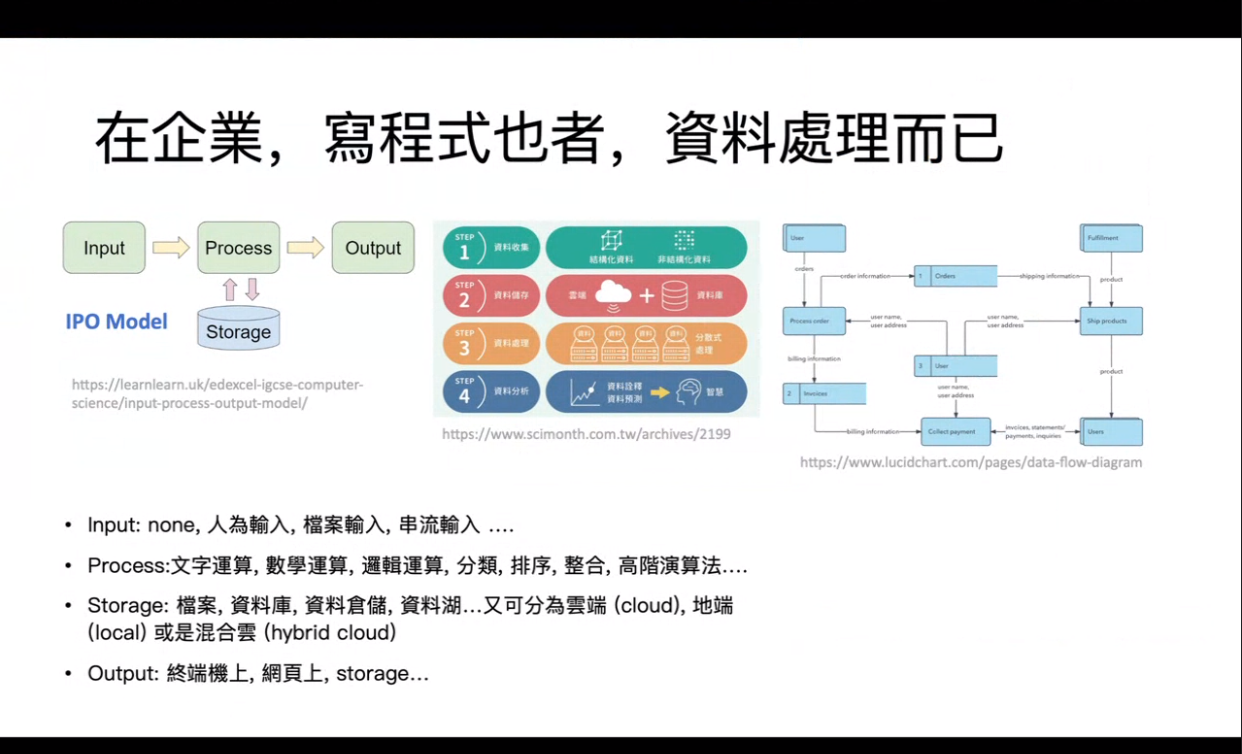 在企業，寫程式也者，資料處理而已
Input
Process
Output
IPO Model
Storage
https://learnlearn.uk/edexcel-igcse-computer-
science/input-process-output-model/
STEP
1
資料收集
結構化資料
非結構化資料
STEP
2
資料儲存
雲端
+
資料庫
STEP
3
資料處理
資料
資料
資料
資料
分散式
處理
STEP
4
資料分析
資料詮釋
資料預測
智慧
https://www.scimonth.com.tw/archives/2199
User
Fulfillment
orders
order information
1
Orders
shipping information
product
Process order
user name,
user address
user name,
user address
Ship products
billing information
3
User
product
2
Invoices
user name,
user address
billing information
Collect payment
invoices, statements/
payments, inquiries
Users
https://www.lucidchart.com/pages/data-flow-diagram
• Input: none, 人為輸入, 檔案輸入, 串流輸入 ....
• Process:文字運算, 數學運算, 邏輯運算, 分類, 排序, 整合, 高階演算法....
• Storage: 檔案, 資料庫, 資料倉儲, 資料湖...又可分為雲端 (cloud), 地端
(local) 或是混合雲 (hybrid cloud)
• Output: 終端機上, 網頁上, storage...